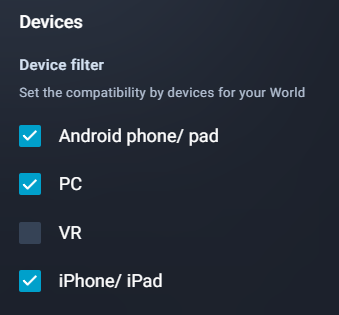 Devices
Device filter
Set the compatibility by devices for your World
Android phone/ pad
PC
VR
iPhone/ iPad